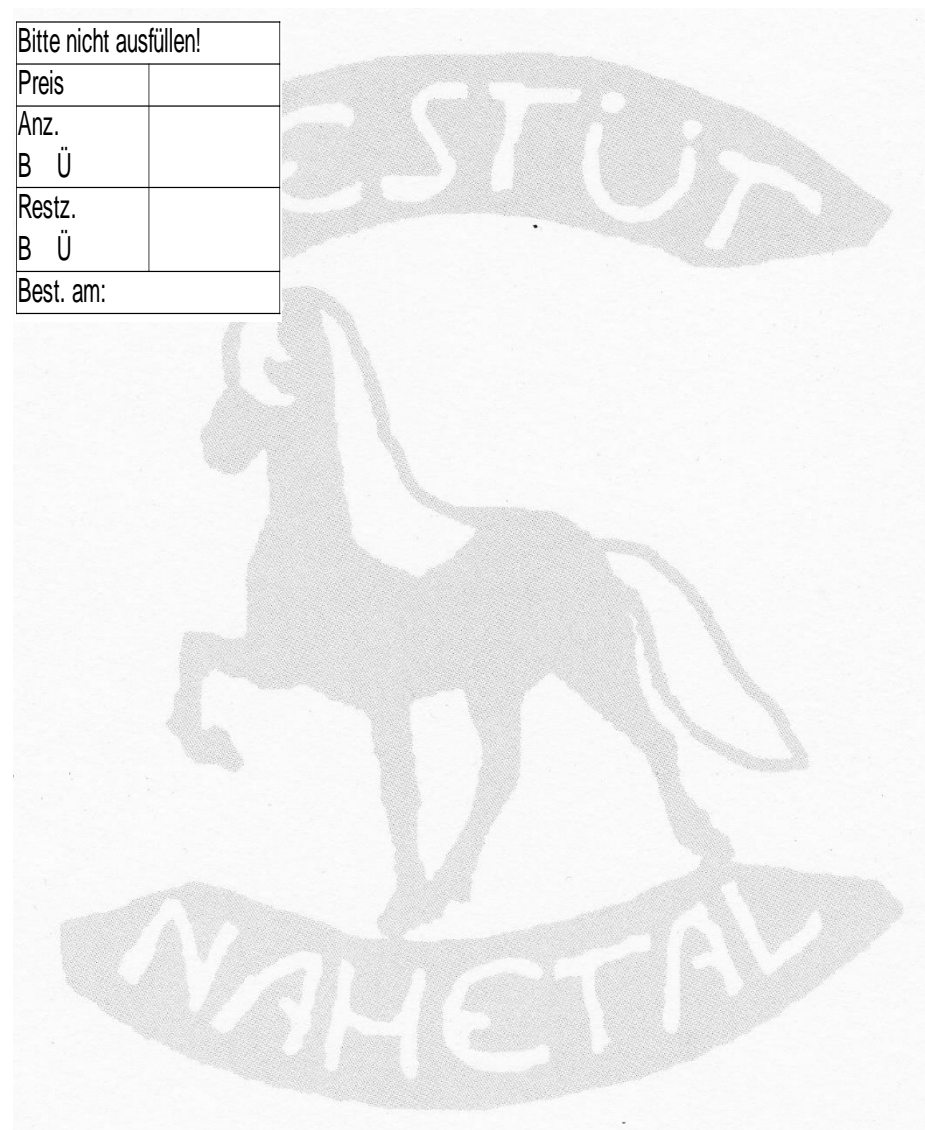 Bitte nicht ausfüllen!
Preis
Anz.
B Ü
Restz.
B Ü
Best. am:
ESTÜT
NAHETAL